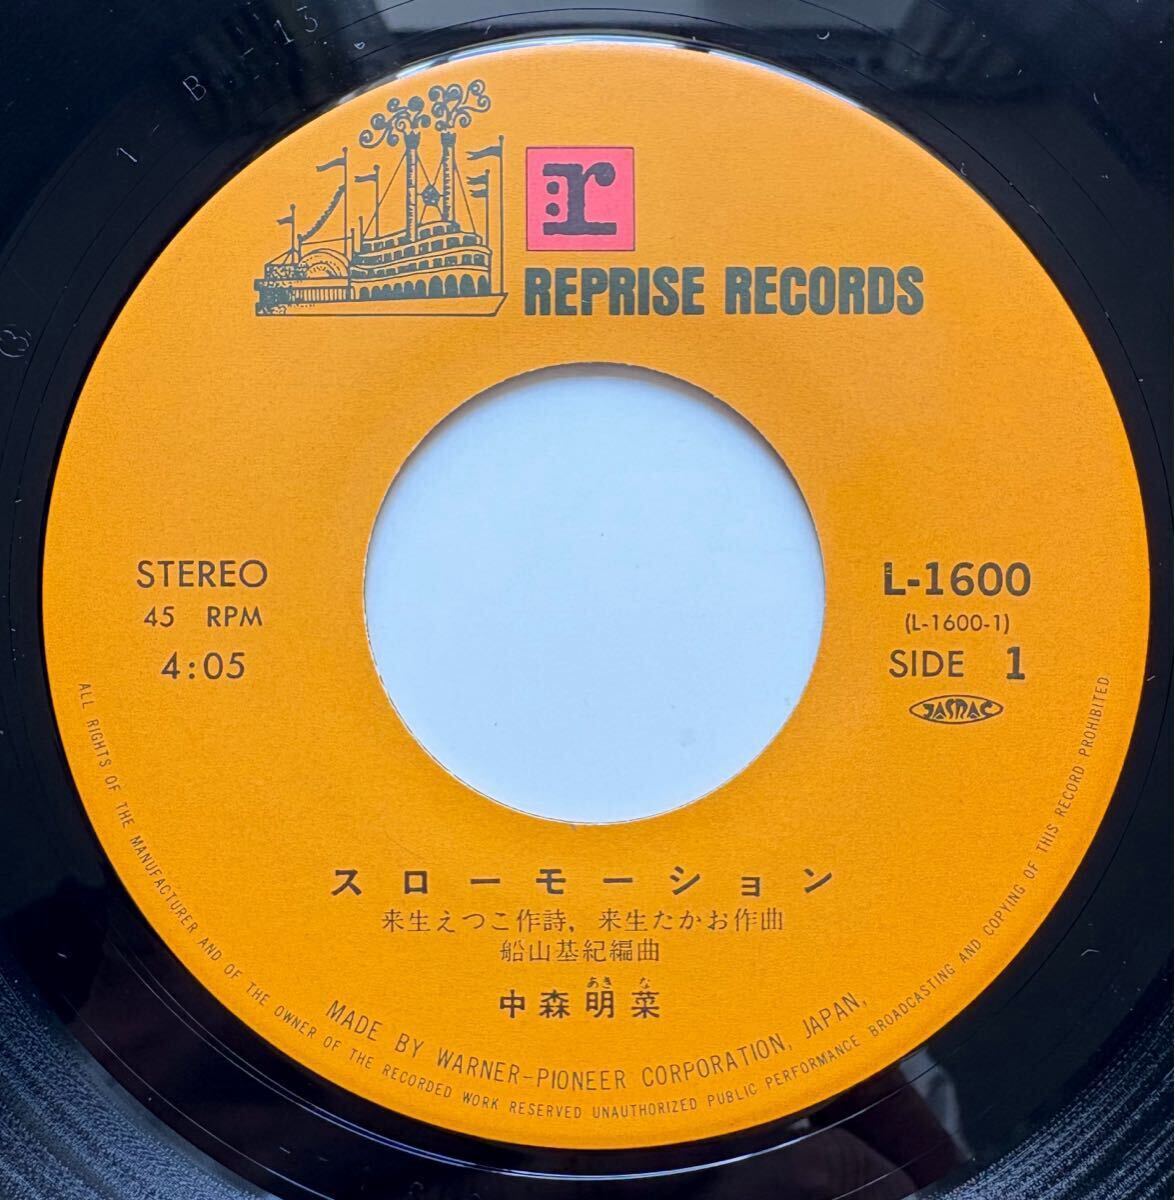 B-13
r
REPRISE RECORDS
STEREO
45 RPM
4:05
L-1600
(L-1600-1)
SIDE 1
JASRAC
スローモーション
来生えつこ作詩，来生たかお作曲
船山基紀編曲
あき な
中森明菜
MADE BY WARNER-PIONEER CORPORATION, JAPAN,
ALL RIGHTS OF THE MANUFACTURER AND OF THE OWNER OF THE RECORDED WORK RESERVED UNAUTHORIZED PUBLIC PERFORMANCE BROADCASTING AND COPYING OF THIS RECORD PROHIBITED